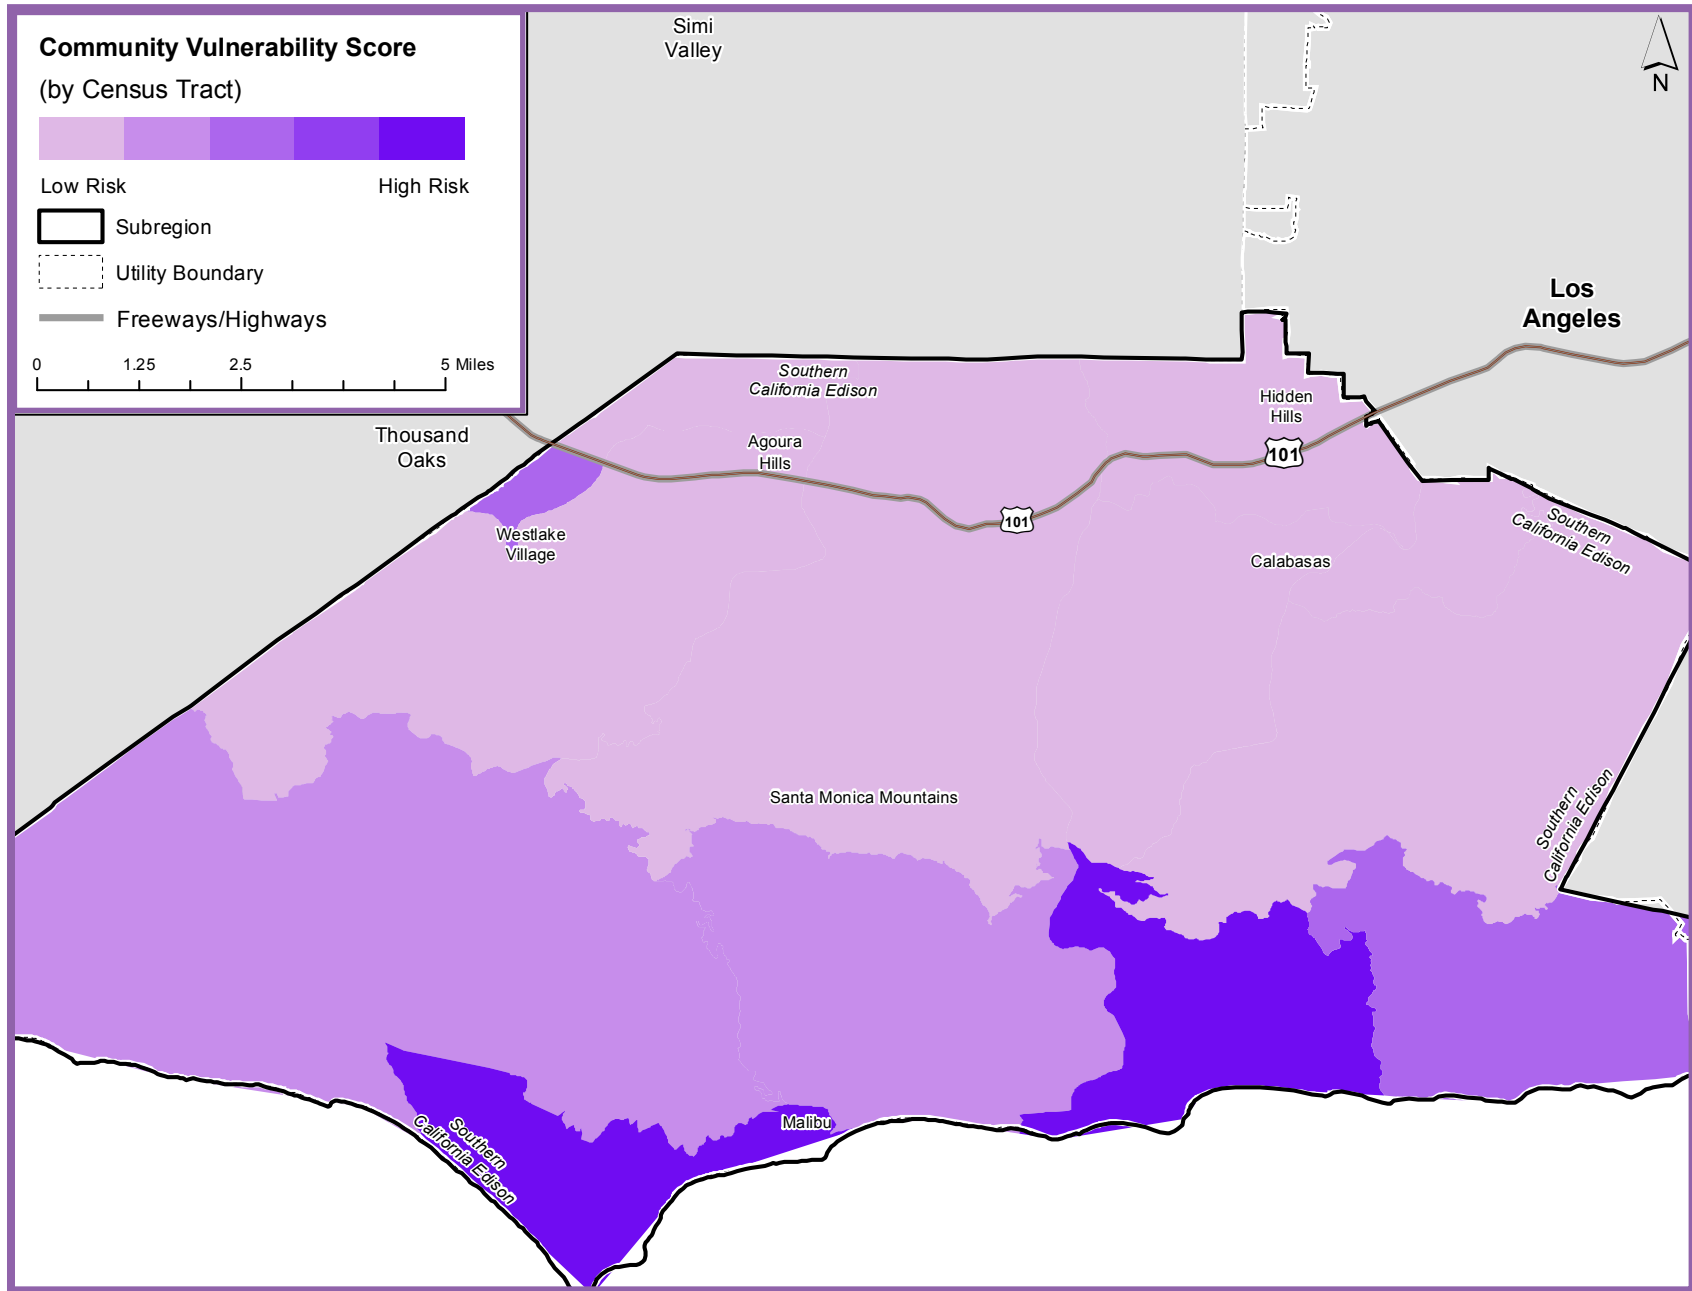 Community Vulnerability Score
(by Census Tract)
Low Risk
High Risk
Subregion
Utility Boundary
Freeways/Highways
0
1.25
2.5
5 Miles
Simi
Valley
N
Los
Angeles
Thousand
Oaks
Southern
California Edison
Hidden
Hills
Agoura
Hills
101
101
Westlake
Village
Southern
California Edison
Calabasas
Santa Monica Mountains
Southern
California Edison
Malibu
Southern
California Edison